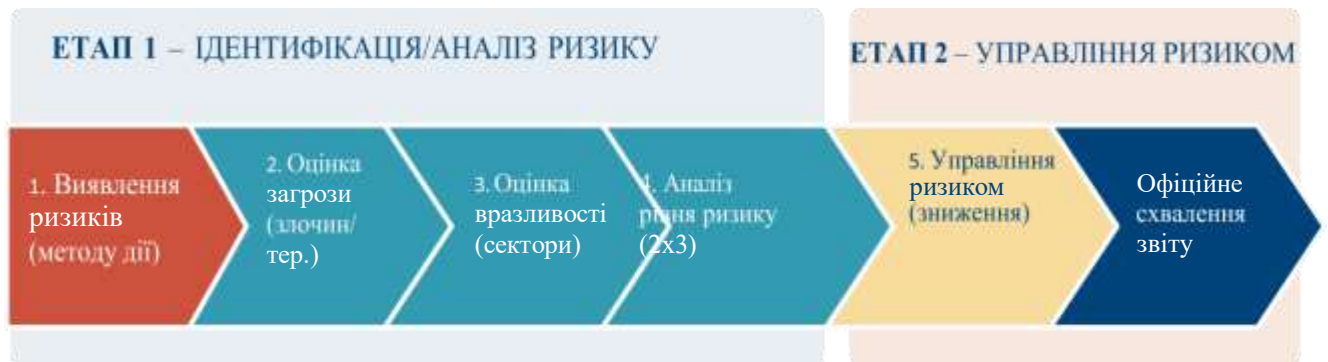 ЕТАП 1 – ІДЕНТИФІКАЦІЯ/АНАЛІЗ РИЗИКУ
ЕТАП 2 – УПРАВЛІННЯ РИЗИКОМ
1. Виявлення
ризиків
(методу дії)
2. Оцінка
загрози
(злочин/
тер.)
3. Оцінка
вразливості
(сектори)
4. Аналіз
рівня ризику
(2x3)
5. Управління
ризиком
(зниження)
Офіційне
схвалення
звіту